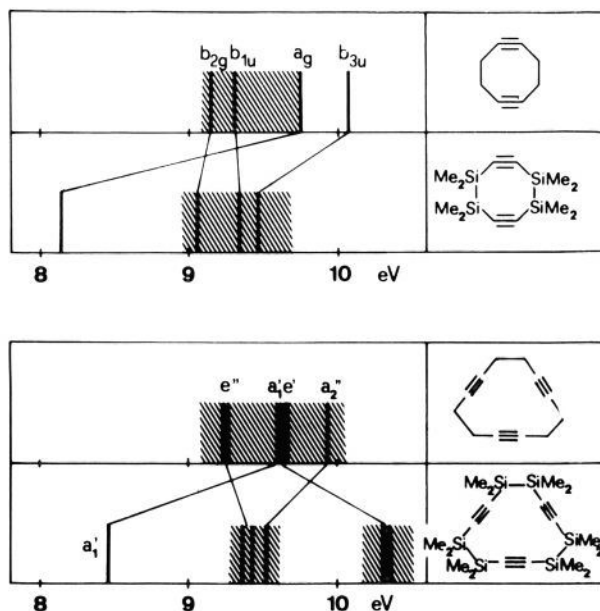 b2g b1u ag b3u
Me2Si SiMe2
Me2Si SiMe2
8 9 10 eV
e" a1'e' a2"
a1'
Me2Si SiMe2
Me2Si SiMe2
Me2Si SiMe2
8 9 10 eV